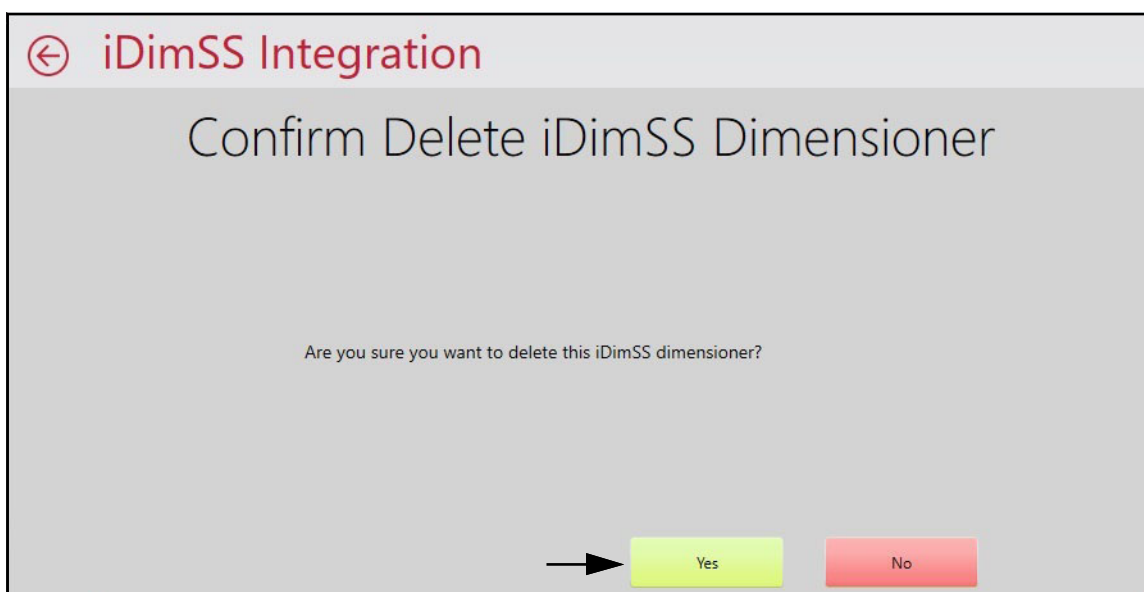 iDimSS Integration
Confirm Delete iDimSS Dimensioner
Are you sure you want to delete this iDimSS dimensioner?
Yes No